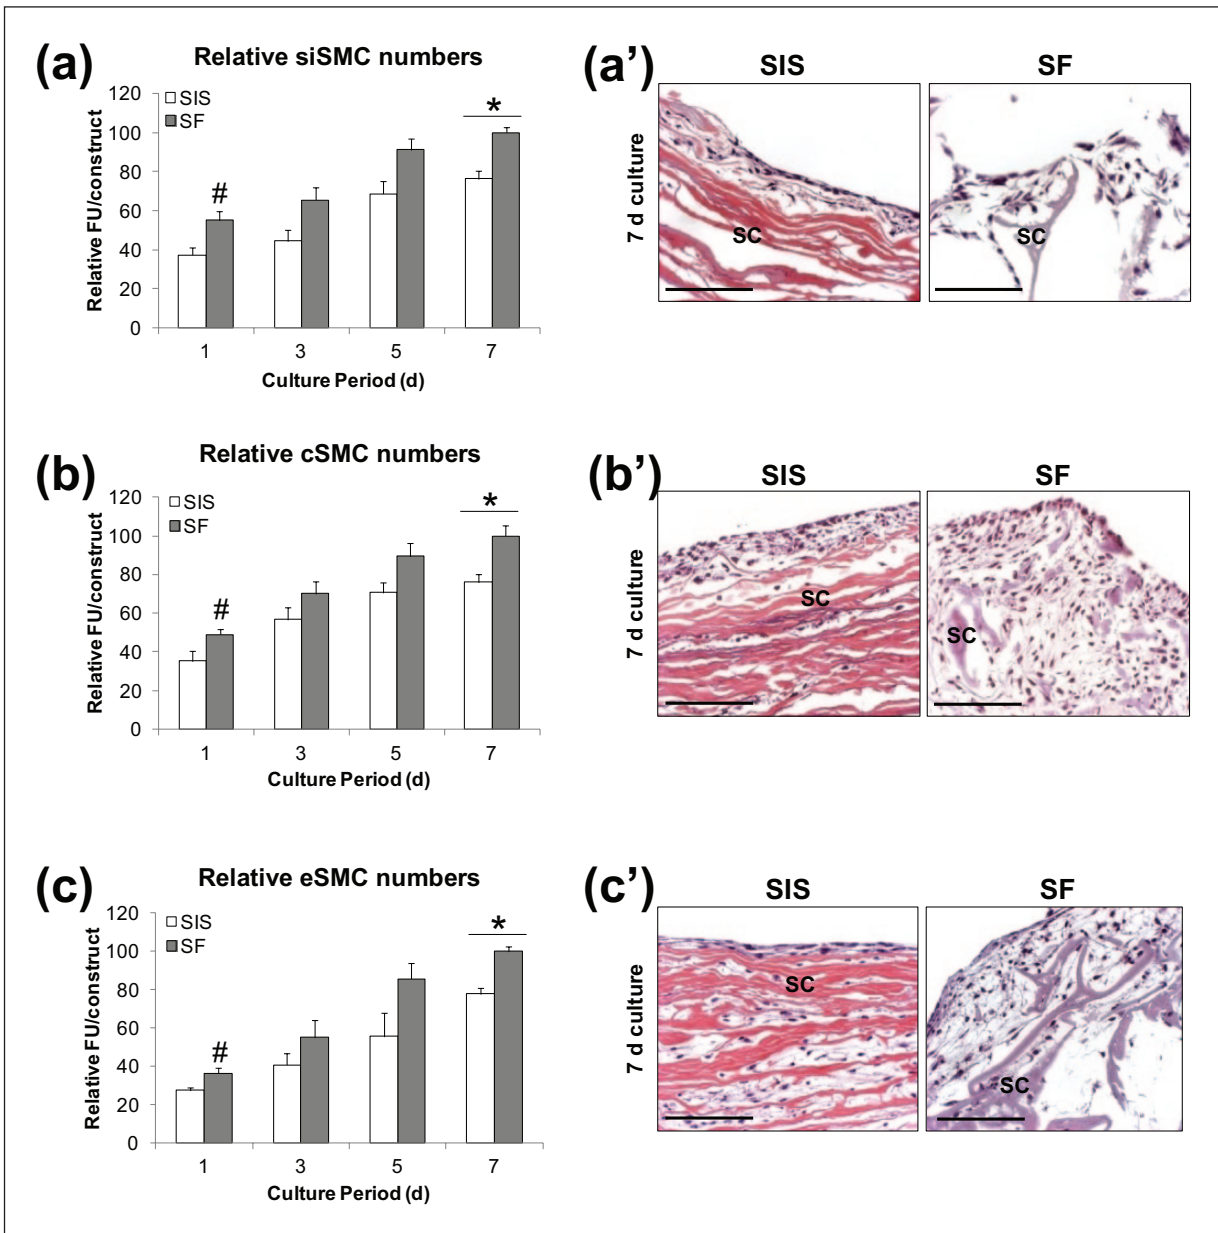 (a)
Relative siSMC numbers
Relative FU/construct
120
100
80
60
40
20
0
SIS
SF
#
*
1 3 5 7
Culture Period (d)
(a’)
SIS SF
7 d culture
SC SC
(b)
Relative cSMC numbers
Relative FU/construct
120
100
80
60
40
20
0
SIS
SF
#
*
1 3 5 7
Culture Period (d)
(b’)
SIS SF
7 d culture
SC SC
(c)
Relative eSMC numbers
Relative FU/construct
120
100
80
60
40
20
0
SIS
SF
#
*
1 3 5 7
Culture Period (d)
(c’)
SIS SF
7 d culture
SC SC